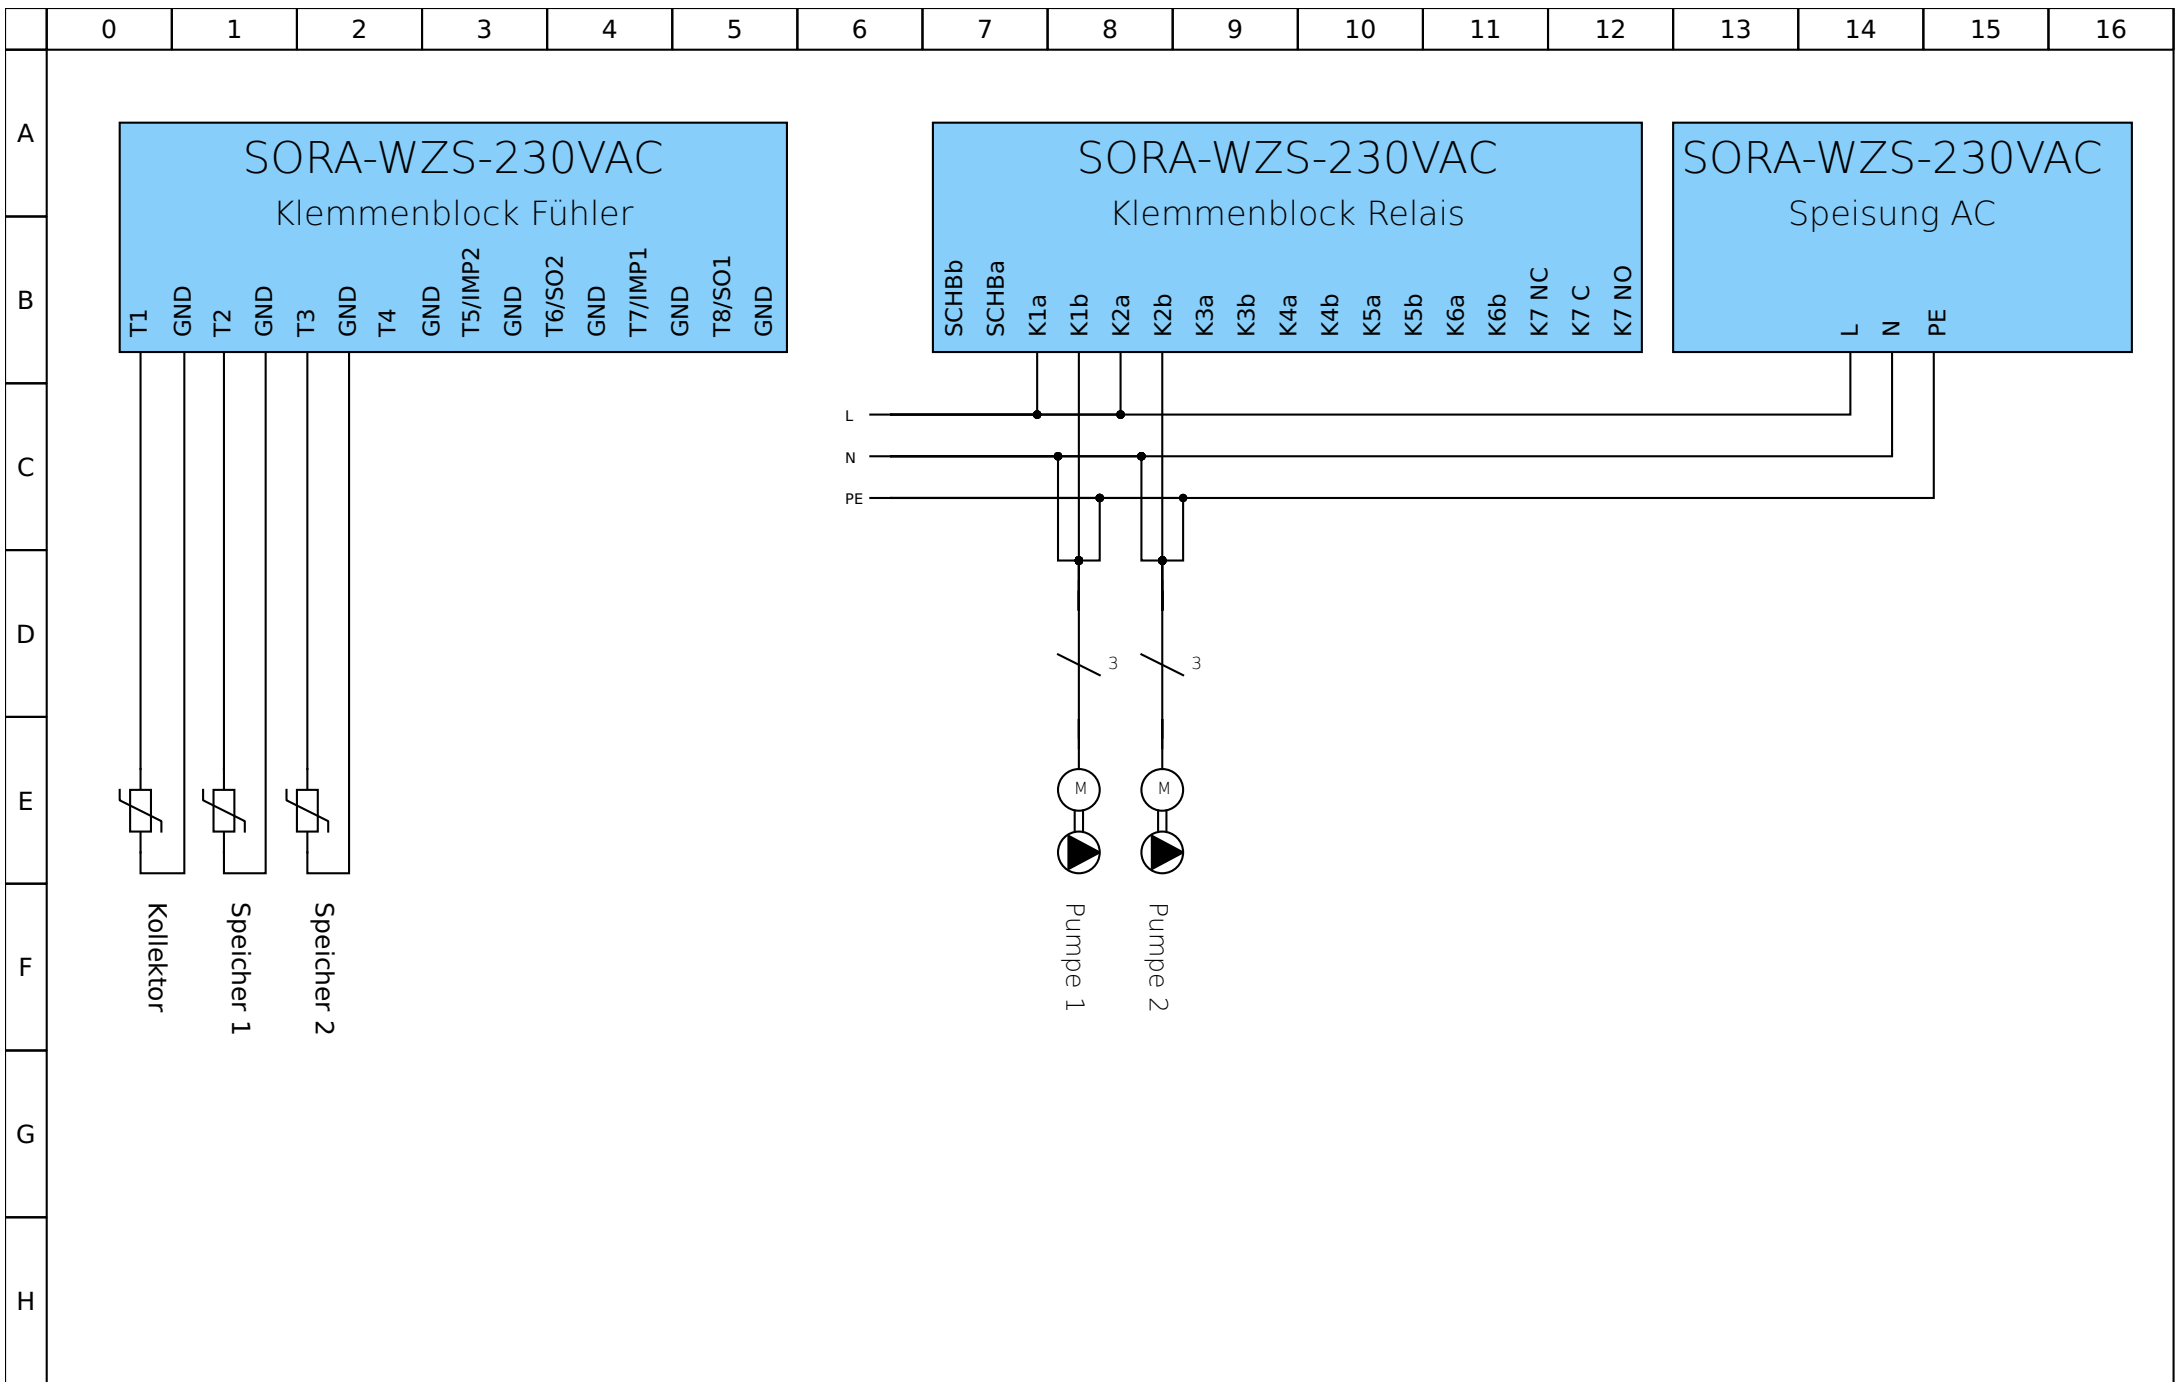 0 1 2 3 4 5 6 7 8 9 10 11 12 13 14 15 16
A
B
C
D
E
F
G
H
SORA-WZS-230VAC
Klemmenblock Fühler
T1 GND T2 GND T3 GND T4 GND T5/IMP2 GND T6/SO2 GND T7/IMP1 GND T8/SO1 GND
SORA-WZS-230VAC
Klemmenblock Relais
SCHBb SCHBa K1a K1b K2a K2b K3a K3b K4a K4b K5a K5b K6a K6b K7 NC K7 C K7 NO
SORA-WZS-230VAC
Speisung AC
L N PE
L
N
PE
3 3
M M
Kollektor
Speicher 1
Speicher 2
Pumpe 1
Pumpe 2